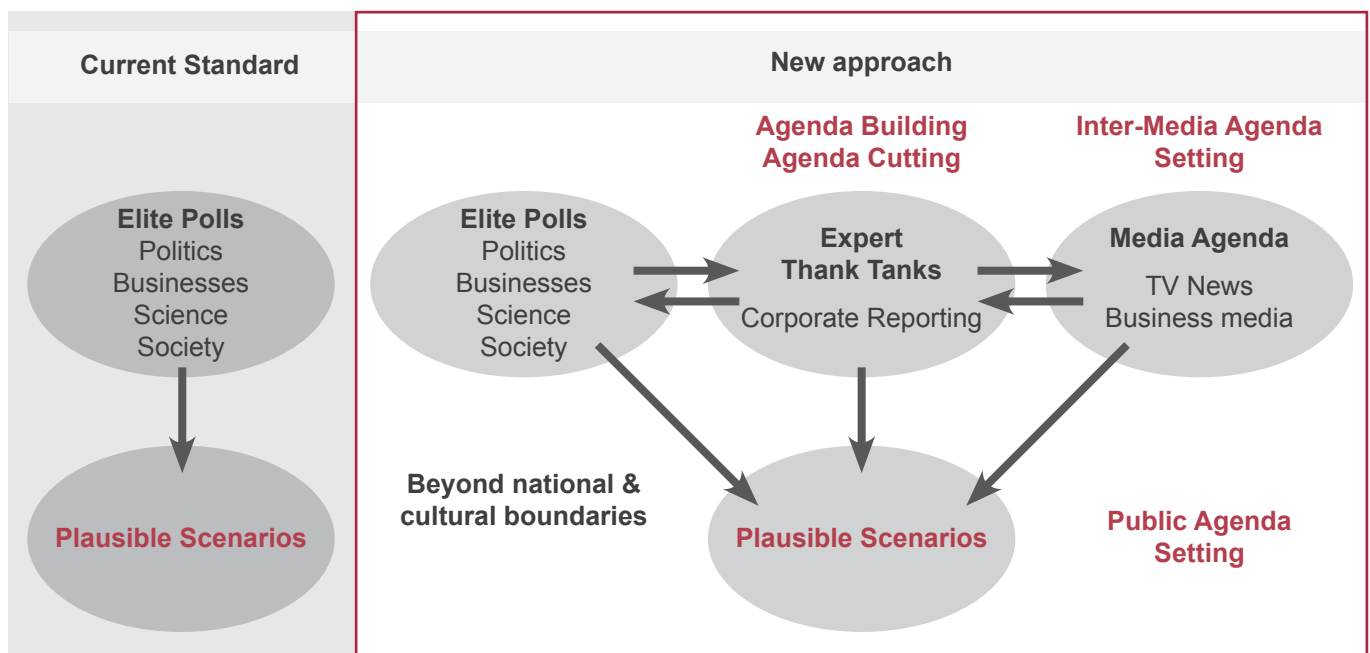 Current Standard
New approach
Agenda Building
Agenda Cutting
Inter-Media Agenda
Setting
Elite Polls
Politics
Businesses
Science
Society
Elite Polls
Politics
Businesses
Science
Society
Expert
Thank Tanks
Corporate Reporting
Media Agenda
TV News
Business media
Plausible Scenarios
Beyond national &
cultural boundaries
Plausible Scenarios
Public Agenda
Setting